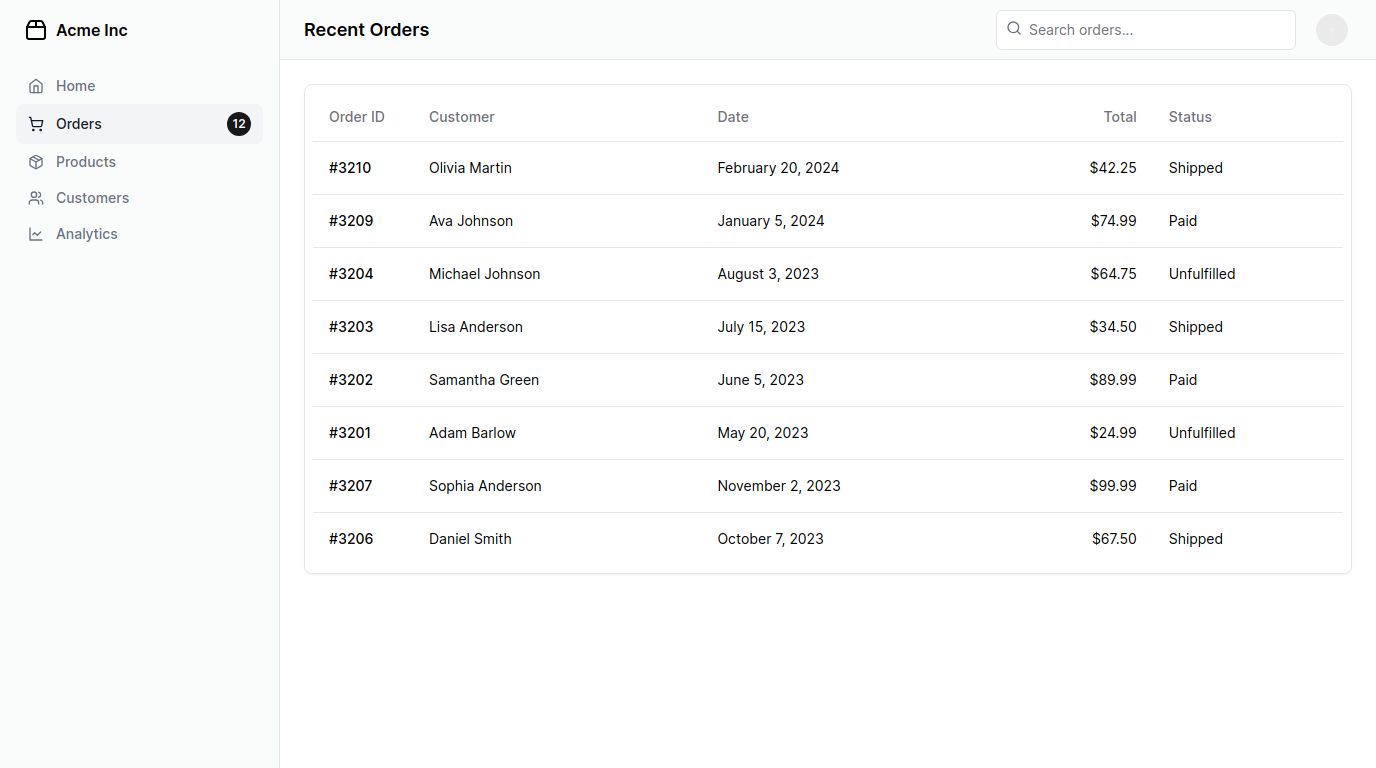 Acme Inc
Home
Orders 12
Products
Customers
Analytics
Recent Orders
Search orders...
Order ID Customer Date Total Status
#3210 Olivia Martin February 20, 2024 $42.25 Shipped
#3209 Ava Johnson January 5, 2024 $74.99 Paid
#3204 Michael Johnson August 3, 2023 $64.75 Unfulfilled
#3203 Lisa Anderson July 15, 2023 $34.50 Shipped
#3202 Samantha Green June 5, 2023 $89.99 Paid
#3201 Adam Barlow May 20, 2023 $24.99 Unfulfilled
#3207 Sophia Anderson November 2, 2023 $99.99 Paid
#3206 Daniel Smith October 7, 2023 $67.50 Shipped